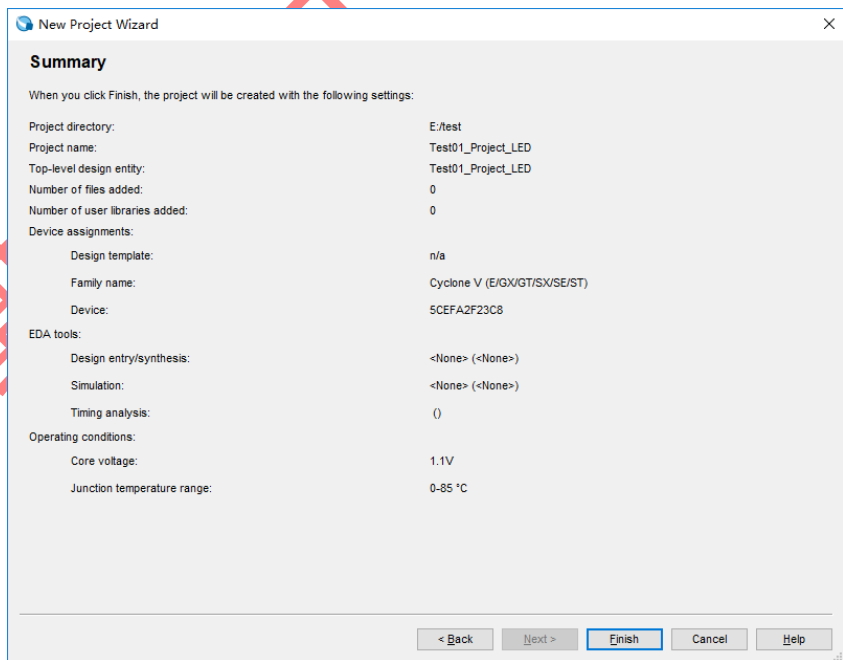 New Project Wizard
Summary
When you click Finish, the project will be created with the following settings:
Project directory: E:/test
Project name: Test01_Project_LED
Top-level design entity: Test01_Project_LED
Number of files added: 0
Number of user libraries added: 0
Device assignments:
Design template: n/a
Family name: Cyclone V (E/GX/GT/SX/SE/ST)
Device: 5CEFA2F23C8
EDA tools:
Design entry/synthesis: <None> (<None>)
Simulation: <None> (<None>)
Timing analysis: ()
Operating conditions:
Core voltage: 1.1V
Junction temperature range: 0-85 °C
< Back Next > Finish Cancel Help